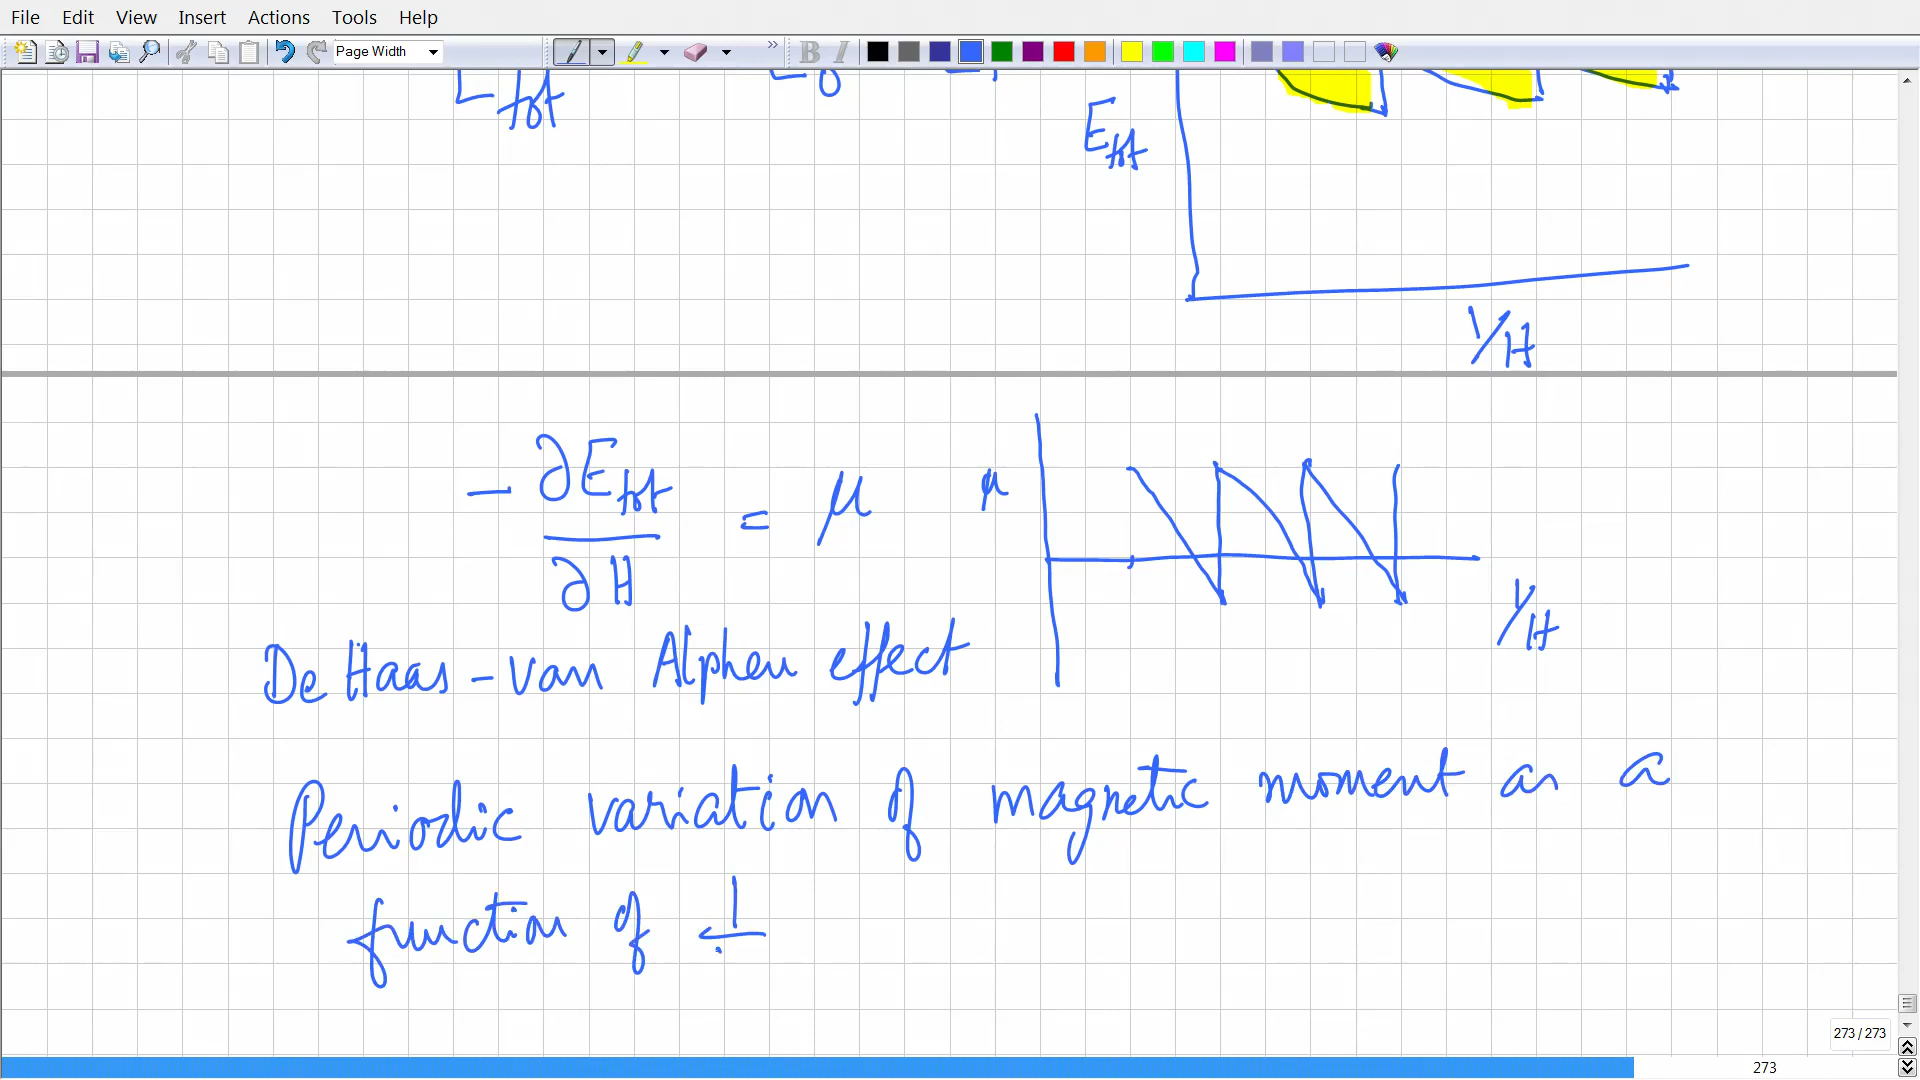 File Edit View Insert Actions Tools Help
Page Width
E_tot
E_tot
1/H
- ∂E_tot / ∂H = μ
μ
1/H
De Haas - van Alphen effect
Periodic variation of magnetic moment as a
function of 1
273 / 273
273